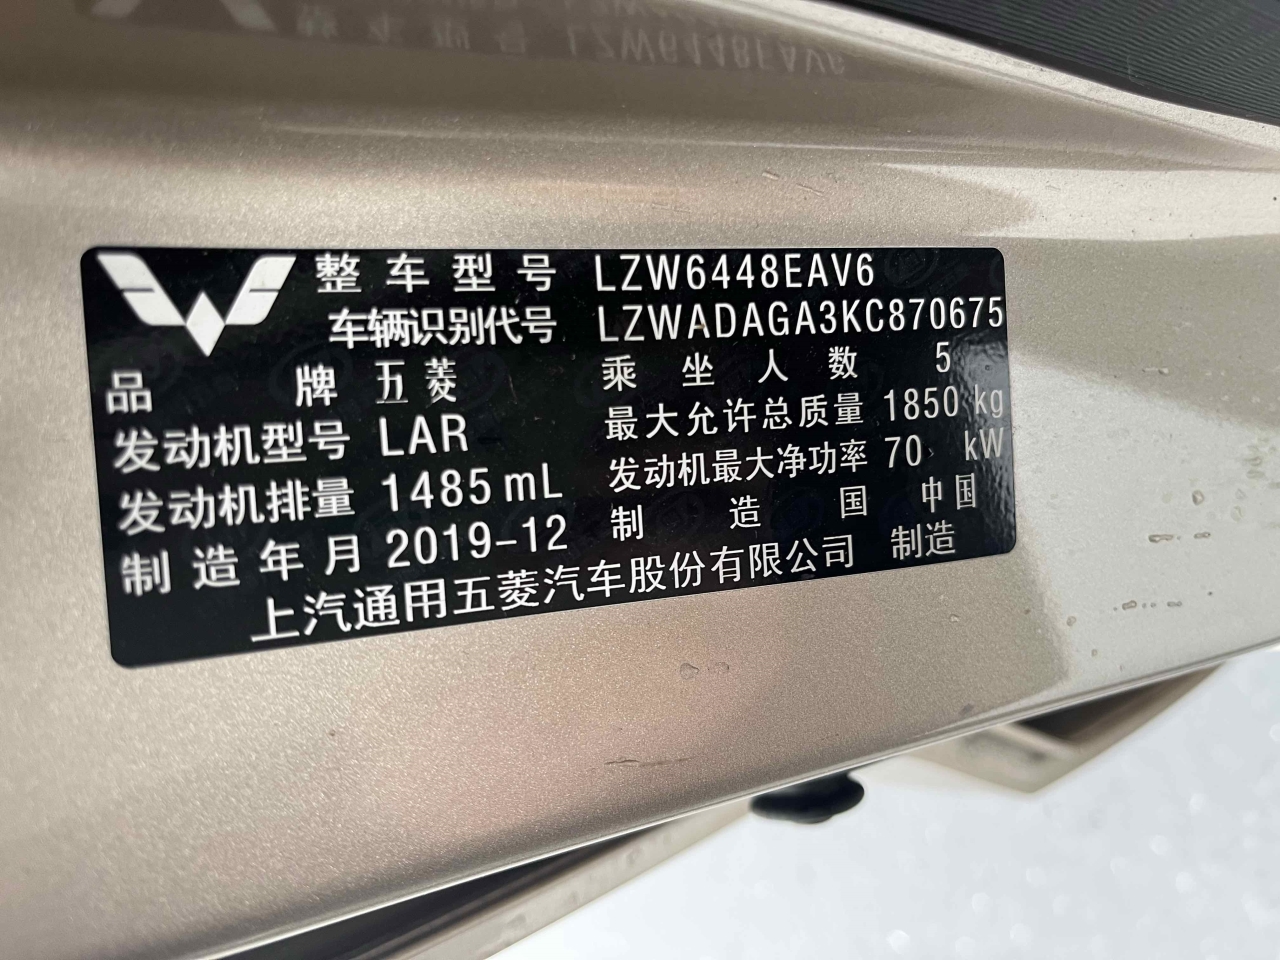 整车型号 LZW6448EAV6
车辆识别代号 LZWADAGA3KC870675
品牌 五菱 乘坐人数 5
发动机型号 LAR 最大允许总质量 1850 kg
发动机排量 1485 mL 发动机最大净功率 70 kW
制造年月 2019-12 制造国 中国
上汽通用五菱汽车股份有限公司 制造